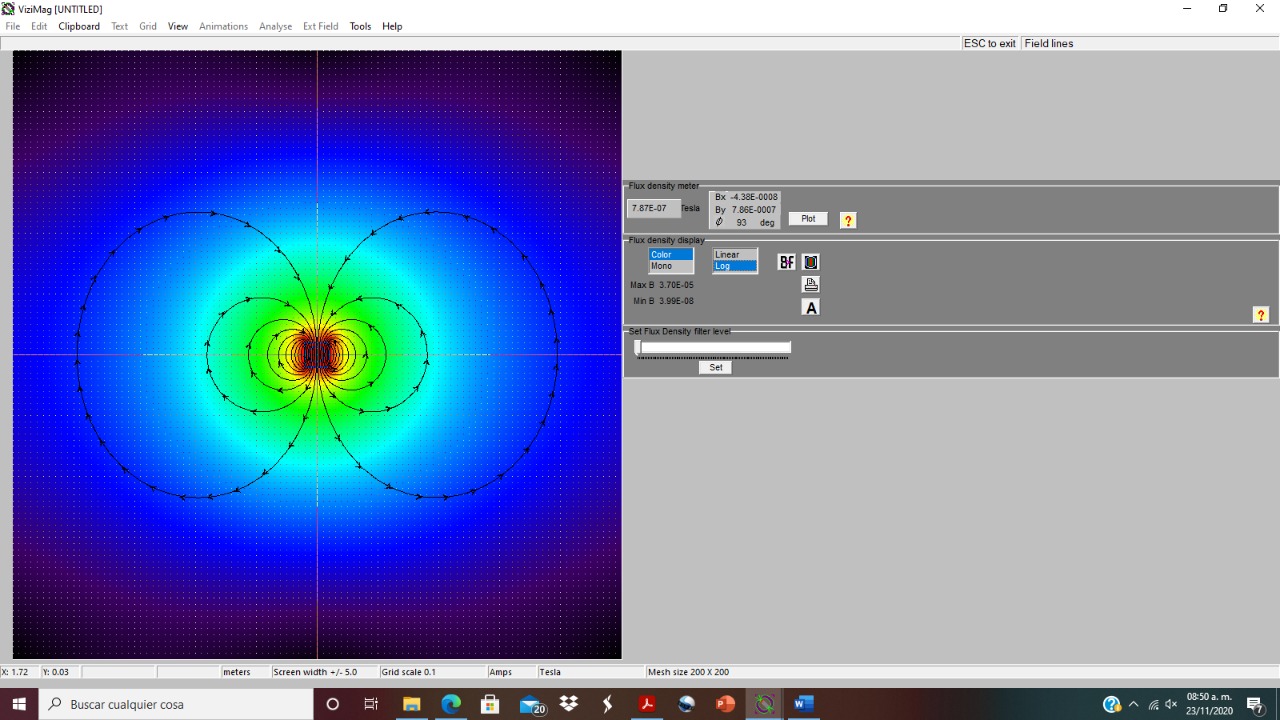 ViziMag [UNTITLED]
File Edit Clipboard Text Grid View Animations Analyse Ext Field Tools Help
ESC to exit Field lines
Flux density meter
7.87E-07 Tesla
Bx -4.38E-0008
By 7.86E-0007
ϕ 93 deg
Plot
?
Flux density display
Color
Mono
Linear
Log
Bf
Max B 3.70E-05
Min B 3.99E-08
A
?
Set Flux Density filter level
Set
X: 1.72 Y: 0.03 meters Screen width +/- 5.0 Grid scale 0.1 Amps Tesla Mesh size 200 X 200
Buscar cualquier cosa
20
08:50 a. m.
23/11/2020
7